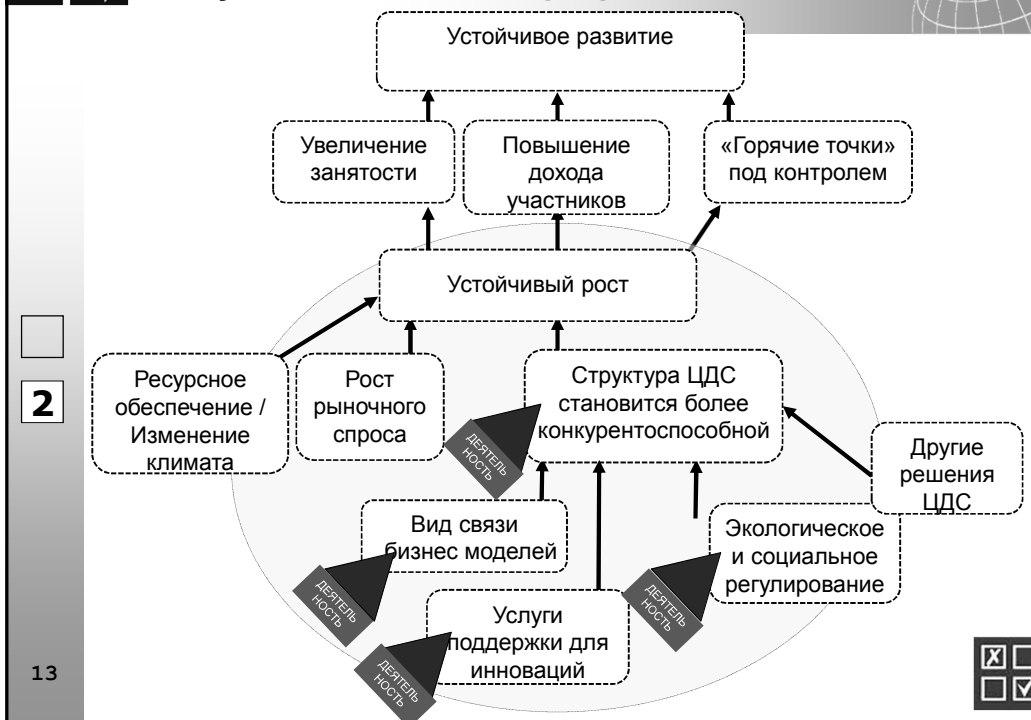 Устойчивое развитие
Увеличение
занятости
Повышение
дохода
участников
«Горячие точки»
под контролем
Устойчивый рост
Ресурсное
обеспечение /
Изменение
климата
Рост
рыночного
спроса
Структура ЦДС
становится более
конкурентоспособной
ДЕЯТЕЛЬ
НОСТЬ
Другие
решения
ЦДС
Вид связи
бизнес моделей
ДЕЯТЕЛЬ
НОСТЬ
Экологическое
и социальное
регулирование
ДЕЯТЕЛЬ
НОСТЬ
Услуги
поддержки для
инноваций
ДЕЯТЕЛЬ
НОСТЬ
2
13